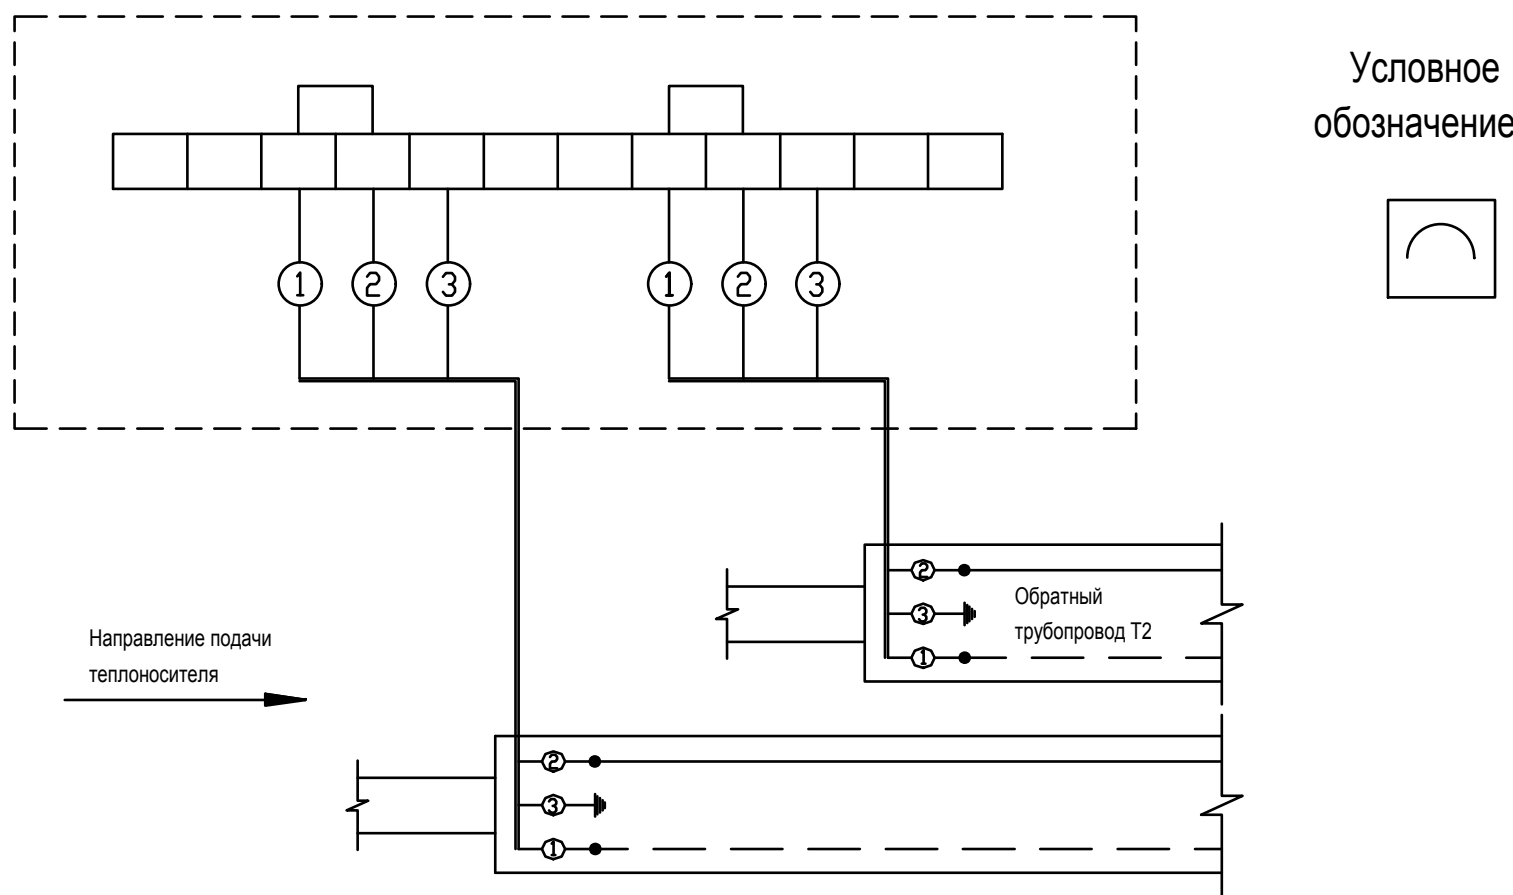 Условное
обозначение
1 2 3 1 2 3
2
3
1
Обратный
трубопровод Т2
Направление подачи
теплоносителя
2
3
1